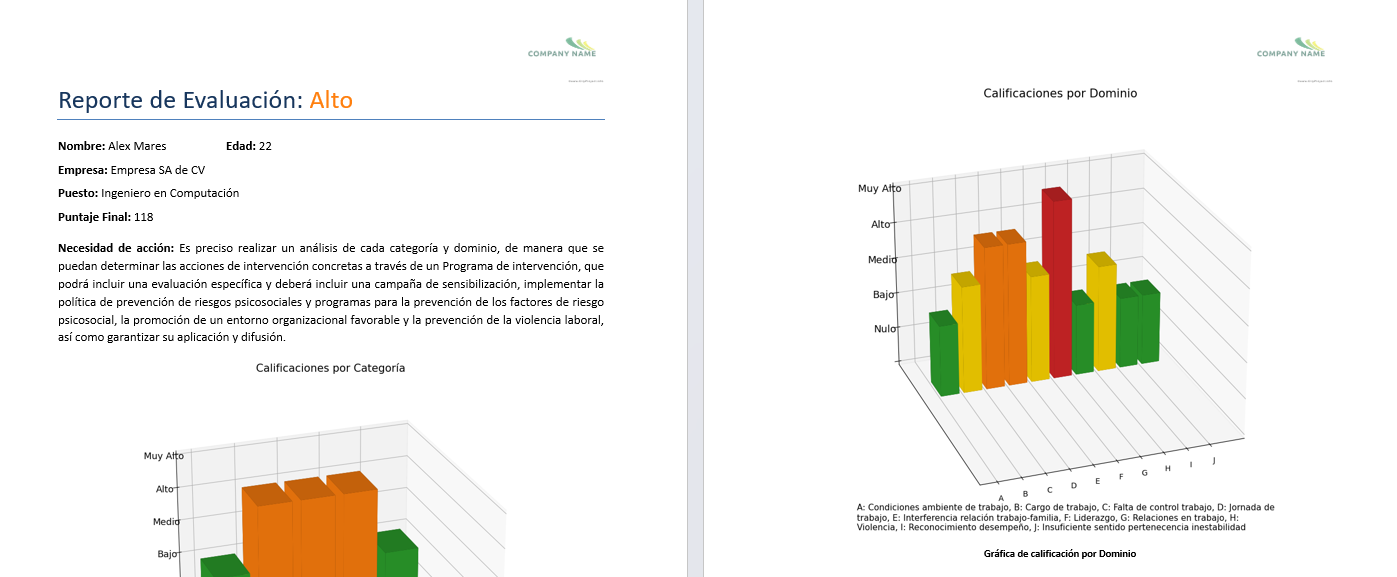 COMPANY NAME
Reporte de Evaluación: Alto
Nombre: Alex Mares Edad: 22
Empresa: Empresa SA de CV
Puesto: Ingeniero en Computación
Puntaje Final: 118
Necesidad de acción: Es preciso realizar un análisis de cada categoría y dominio, de manera que se
puedan determinar las acciones de intervención concretas a través de un Programa de intervención, que
podrá incluir una evaluación específica y deberá incluir una campaña de sensibilización, implementar la
política de prevención de riesgos psicosociales y programas para la prevención de los factores de riesgo
psicosocial, la promoción de un entorno organizacional favorable y la prevención de la violencia laboral,
así como garantizar su aplicación y difusión.
Calificaciones por Categoría
Muy Alto
Alto
Medio
Bajo
COMPANY NAME
Calificaciones por Dominio
Muy Alto
Alto
Medio
Bajo
Nulo
A B C D E F G H I J
A: Condiciones ambiente de trabajo, B: Cargo de trabajo, C: Falta de control trabajo, D: Jornada de
trabajo, E: Interferencia relación trabajo-familia, F: Liderazgo, G: Relaciones en trabajo, H:
Violencia, I: Reconocimiento desempeño, J: Insuficiente sentido pertenecencia inestabilidad
Gráfica de calificación por Dominio